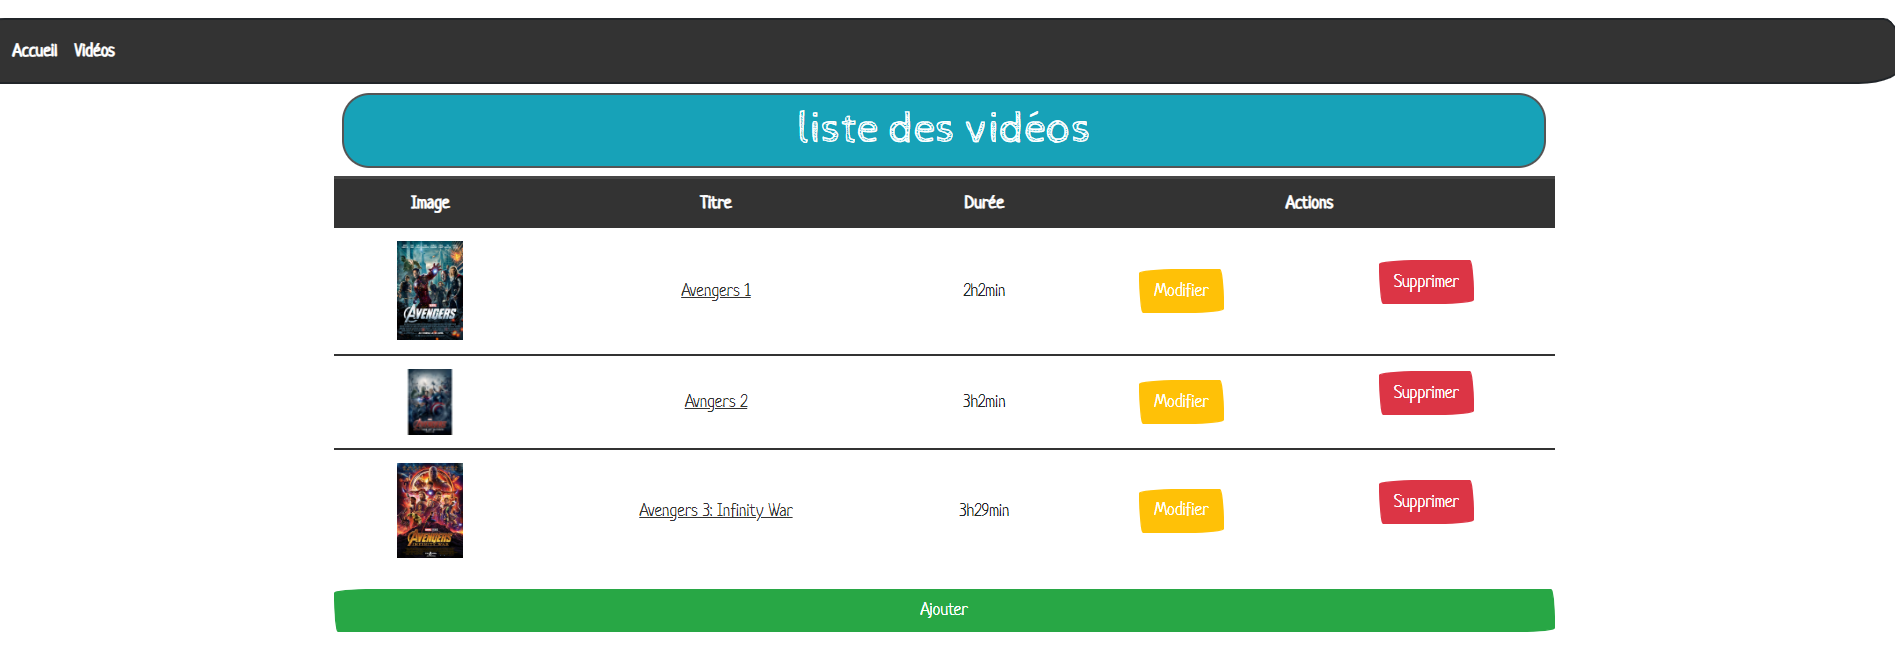 Accueil Vidéos
liste des vidéos
Image Titre Durée Actions
AVENGERS
Avengers 1 2h2min Modifier Supprimer
Avngers 2 3h2min Modifier Supprimer
AVENGERS
Avengers 3: Infinity War 3h29min Modifier Supprimer
Ajouter